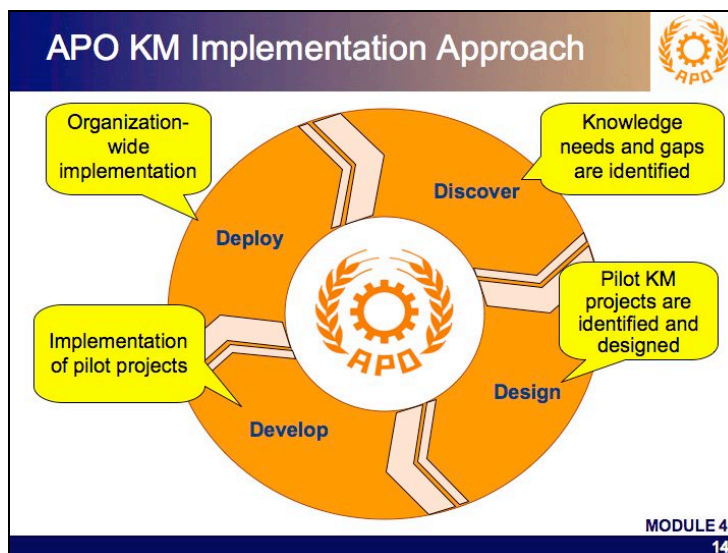 APO KM Implementation Approach
APO
Organization-
wide
implementation
Knowledge
needs and gaps
are identified
Discover
Deploy
Pilot KM
projects are
identified and
designed
Implementation
of pilot projects
APO
Design
Develop
MODULE 4
14